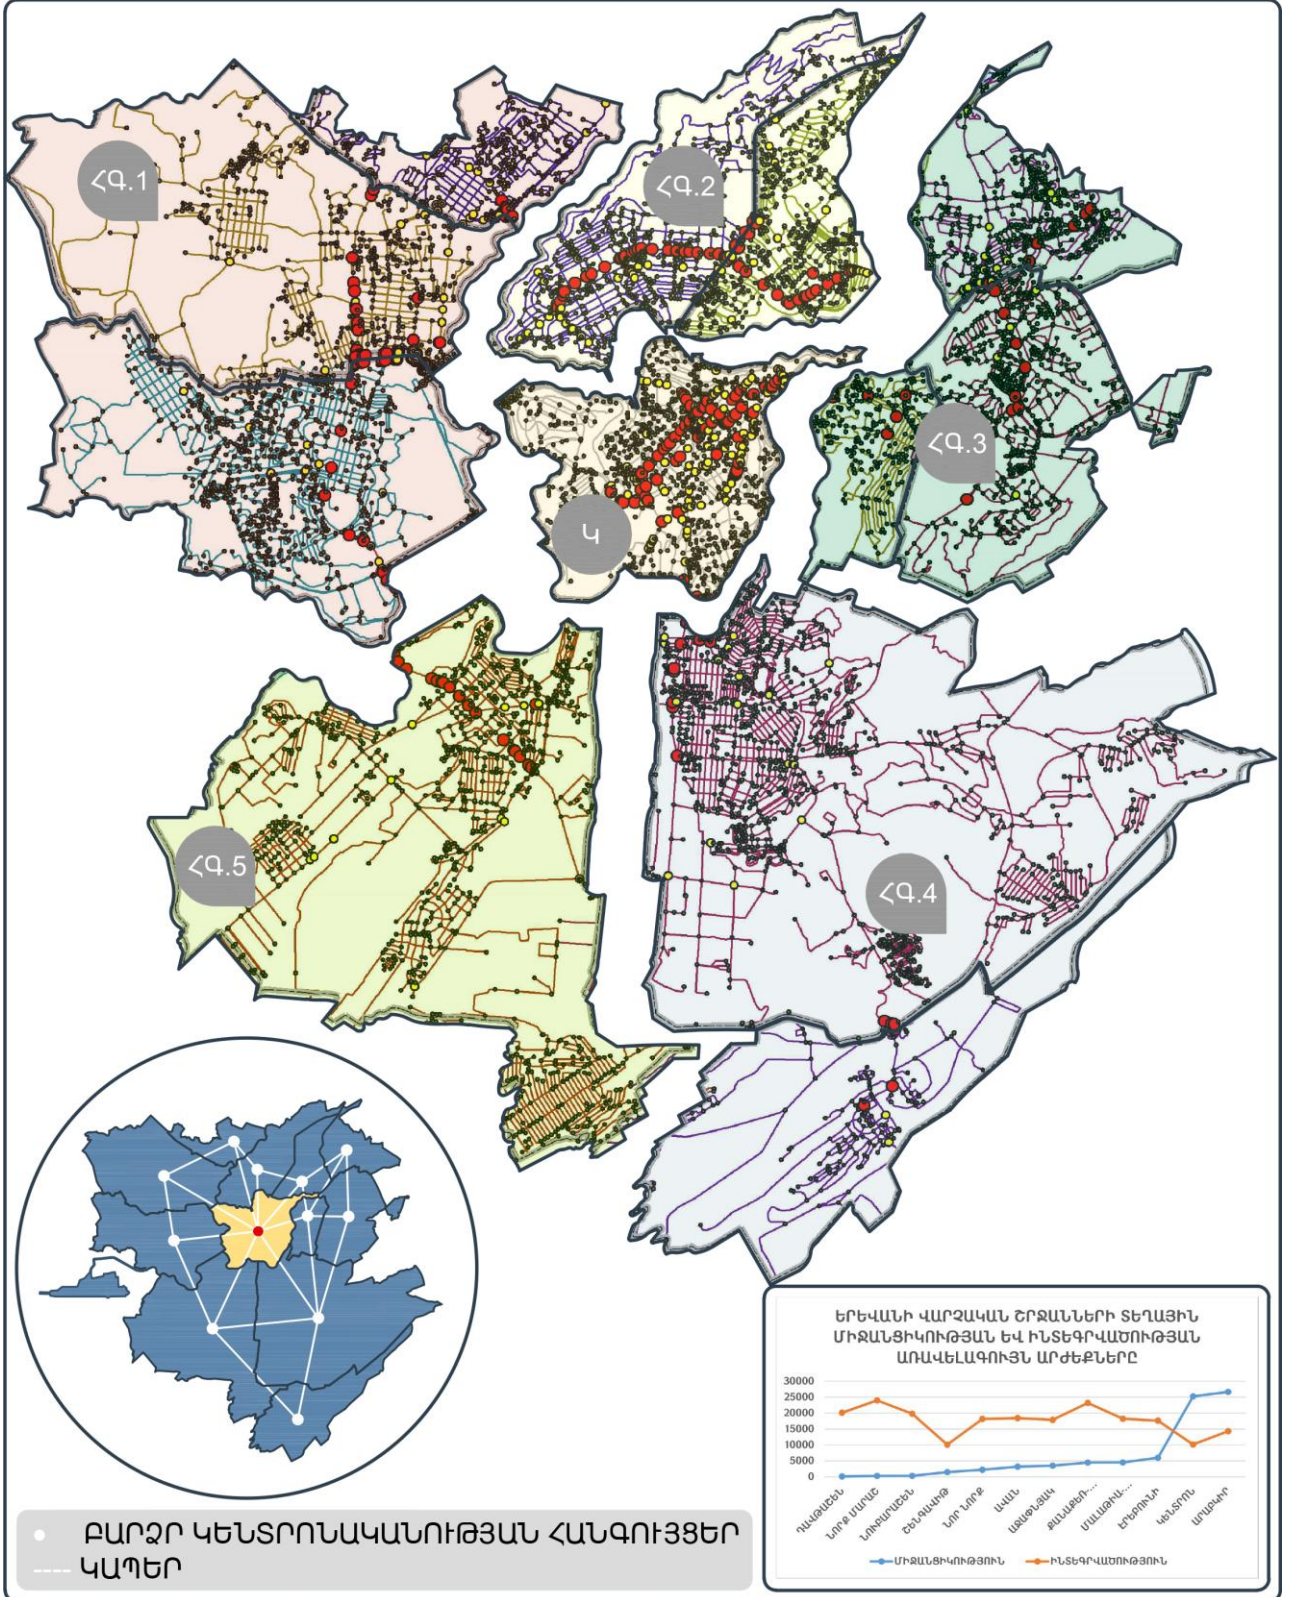 ՀԳ.1
ՀԳ.2
ՀԳ.3
Կ
ՀԳ.5
ՀԳ.4
ԵՐԵՎԱՆԻ ՎԱՐՉԱԿԱՆ ՇՐՋԱՆՆԵՐԻ ՏԵՂԱՅԻՆ
ՄԻՋԱՆՑԻԿՈՒԹՅԱՆ ԵՎ ԻՆՏԵԳՐՎԱԾՈՒԹՅԱՆ
ԱՌԱՎԵԼԱԳՈՒՅՆ ԱՐԺԵՔՆԵՐԸ
30000
25000
20000
15000
10000
5000
0
ԴԱՎԹԱՇԵՆ
ՆՈՐՔ ՄԱՐԱՇ
ՆՈՒԲԱՐԱՇԵՆ
ՇԵՆԳԱՎԻԹ
ՆՈՐ ՆՈՐՔ
ԱՎԱՆ
ԱՋԱՓՆՅԱԿ
ՔԱՆԱՔԵՌ-...
ՄԱԼԱԹԻԱ-...
ԷՐԵԲՈՒՆԻ
ԿԵՆՏՐՈՆ
ԱՐԱԲԿԻՐ
ՄԻՋԱՆՑԻԿՈՒԹՅՈՒՆ
ԻՆՏԵԳՐՎԱԾՈՒԹՅՈՒՆ
ԲԱՐՁՐ ԿԵՆՏՐՈՆԱԿԱՆՈՒԹՅԱՆ ՀԱՆԳՈՒՅՑԵՐ
ԿԱՊԵՐ